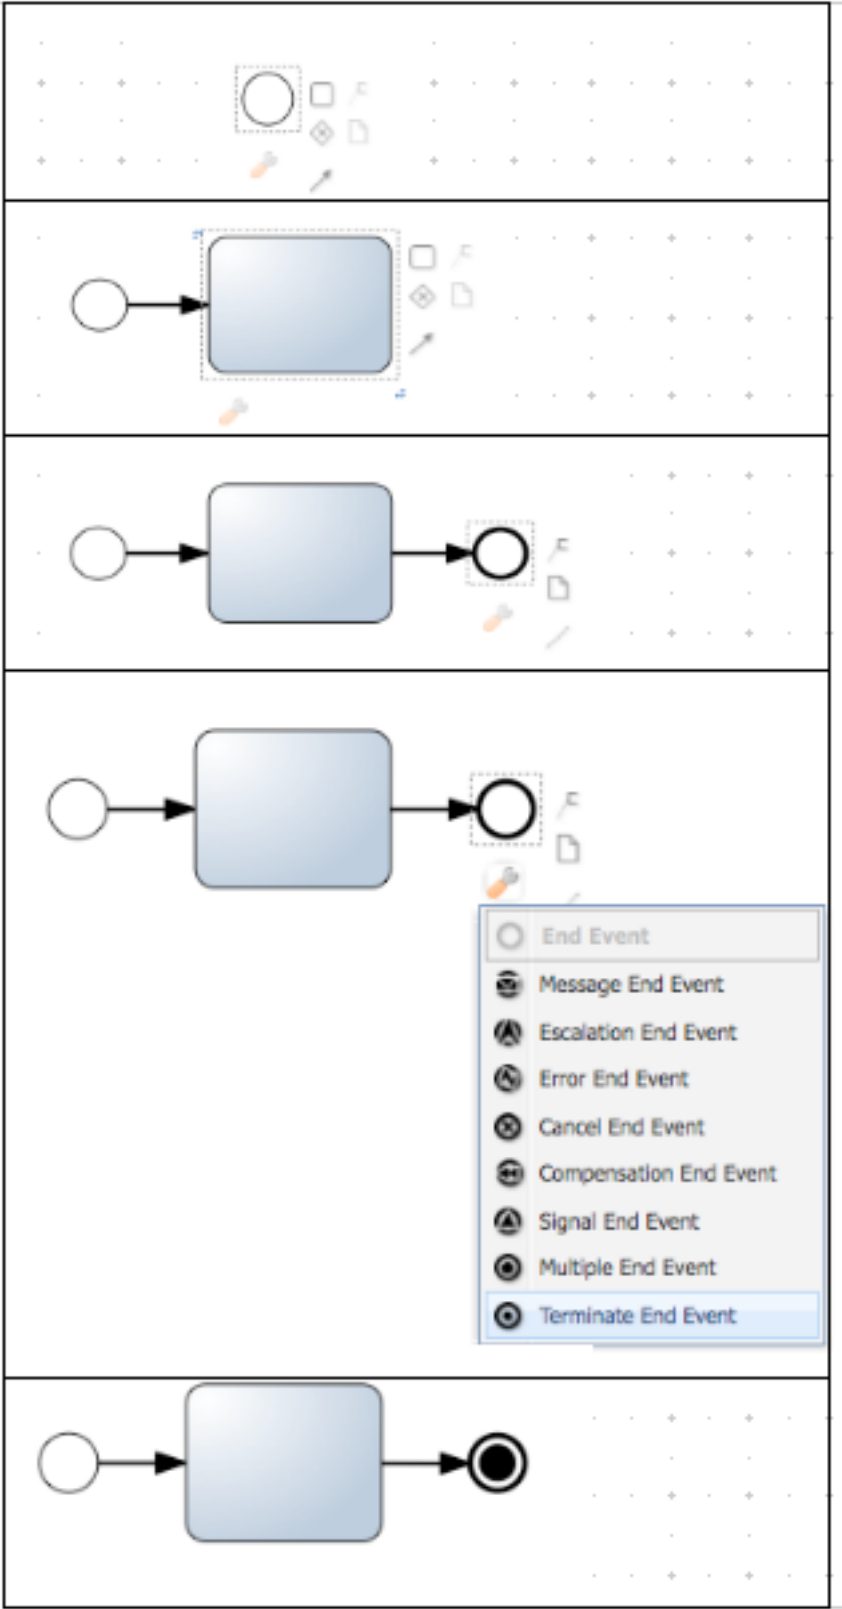 End Event
Message End Event
Escalation End Event
Error End Event
Cancel End Event
Compensation End Event
Signal End Event
Multiple End Event
Terminate End Event